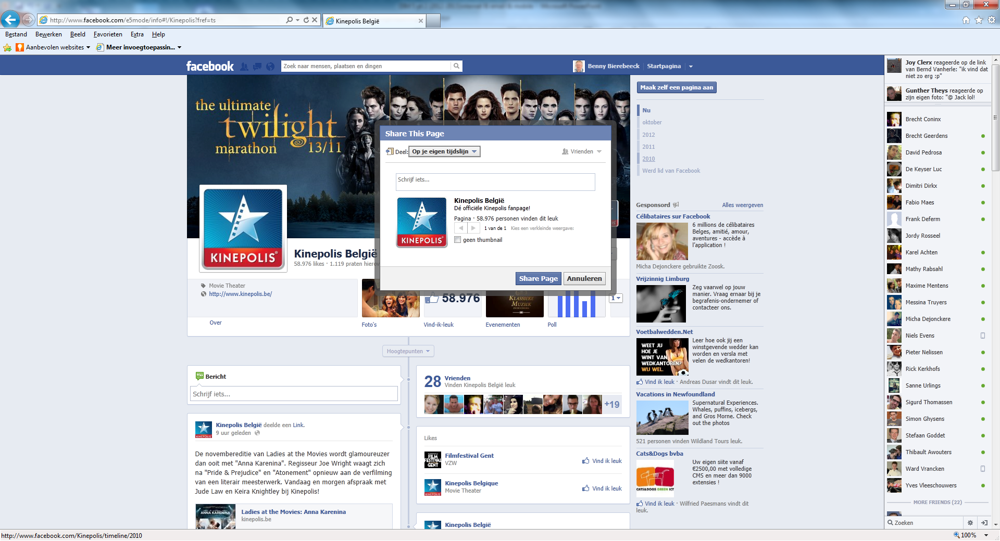 http://www.facebook.com/e5mode/info#!/Kinepolis?fref=ts
Kinepolis België
Bestand Bewerken Beeld Favorieten Extra Help
Aanbevolen websites Meer invoegtoepassin...
facebook
Zoek naar mensen, plaatsen en dingen
Benny Bierebeeck Startpagina
the ultimate
twilight
marathon 13/11
KINEPOLIS
Kinepolis België
58.976 likes · 1.119 praten hierov
Movie Theater
http://www.kinepolis.be/
Over
Foto's
58.976
Vind-ik-leuk
KLASSIEKE
MUZIEK
IN DE CINEMA
Evenementen
Poll
1
Share This Page
Deel: Op je eigen tijdslijn
Vrienden
Schrijf iets...
KINEPOLIS
Kinepolis België
Dé officiële Kinepolis fanpage!
Pagina · 58.976 personen vinden dit leuk
1 van de 1 Kies een verkleinde weergave:
geen thumbnail
Share Page Annuleren
Hoogtepunten
Bericht
Schrijf iets...
Kinepolis België deelde een Link.
9 uur geleden
De novembereditie van Ladies at the Movies wordt glamoureuzer
dan ooit met "Anna Karenina". Regisseur Joe Wright waagt zich
na "Pride & Prejudice" en "Atonement" opnieuw aan de verfilming
van een literair meesterwerk. Vandaag en morgen afspraak met
Jude Law en Keira Knightley bij Kinepolis!
ANNA KARENINA
Ladies at the Movies: Anna Karenina
kinepolis.be
28 Vrienden
Vinden Kinepolis België leuk
+19
Likes
FILM
FESTIVAL
GENT
Filmfestival Gent
VZW
Vind ik leuk
Kinepolis Belgique
Movie Theater
Vind ik leuk
Kinepolis België
Maak zelf een pagina aan
Nu
oktober
2012
2011
2010
Werd lid van Facebook
Gesponsord Alles weergeven
Célibataires sur Facebook
6 millions de célibataires
Belges, amitié, amour,
aventures - accède à
l'application !
Micha Dejonckere gebruikte Zoosk.
Vrijzinnig Limburg
Zeg vaarwel op jouw
manier. Vraag ernaar bij je
begrafenis-ondernemer of
contacteer ons.
Voetbalwedden.Net
WEET JIJ
HOE JE
WINT VAN
WEDKANTOREN?
WIJ WEL.
Leer hoe ook jij een
winstgevende wedder kan
worden en versla met
velen de wedkantoren!
Vind ik leuk · Andreas Dusar vindt dit leuk.
Vacations in Newfoundland
Supernatural Experiences.
Whales, puffins, icebergs,
and Gros Morne. Check
out the photos
521 personen vinden Wildland Tours leuk.
Cats&Dogs bvba
CATS&DOGS GREEN ICT
Uw eigen siite vanaf
€2500,00 met volledige
CMS en meer dan 9000
extensies !
Vind ik leuk · Wilfried Paesmans vindt dit
leuk.
Joy Clerx reageerde op de link
van Bernd Vanherle: "ik vind dat
niet zo erg :p"
Gunther Theys reageerde op
zijn eigen foto: "@ Jack lol!
Brecht Coninx
Brecht Geerdens
David Pedrosa
De Keyser Luc
Dimitri Dirkx
Fabio Maes
Frank Deferm
Jordy Rosseel
Karel Achten
Mathy Rabsahl
Maxime Mentens
Messina Truyers
Micha Dejonckere
Niels Evens
Pieter Nelissen
Rick Kerkhofs
Sanne Urlings
Sigurd Thomassen
Simon Ghysens
Stefaan Goddet
Thibault Awouters
Ward Vrancken
Yves Vleeschouwers
MORE FRIENDS (22)
Zoeken
http://www.facebook.com/Kinepolis/timeline/2010
100%